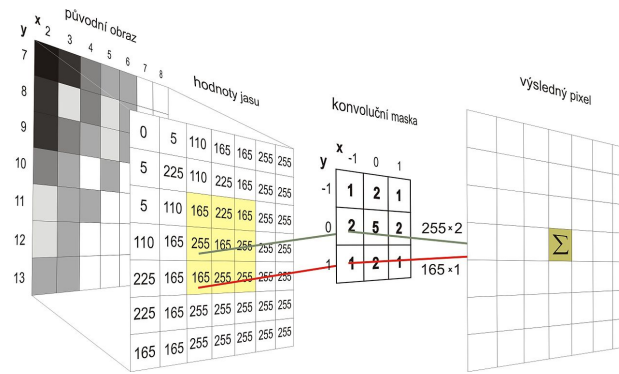 původní obraz
x
y 2 3 4 5 6 7 8
7
8
9
10
11
12
13
hodnoty jasu
0 5 110 165 165 255 255
5 225 110 225 165 255 255
5 110 165 225 165 255 255
110 165 255 165 255 255 255
225 165 165 255 255 255 255
165 165 255 255 255 255 255
165 165 255 255 255 255 255
konvoluční maska
x
y -1 0 1
-1 1 2 1
0 2 5 2
1 1 2 1
255×2
165×1
výsledný pixel
Σ